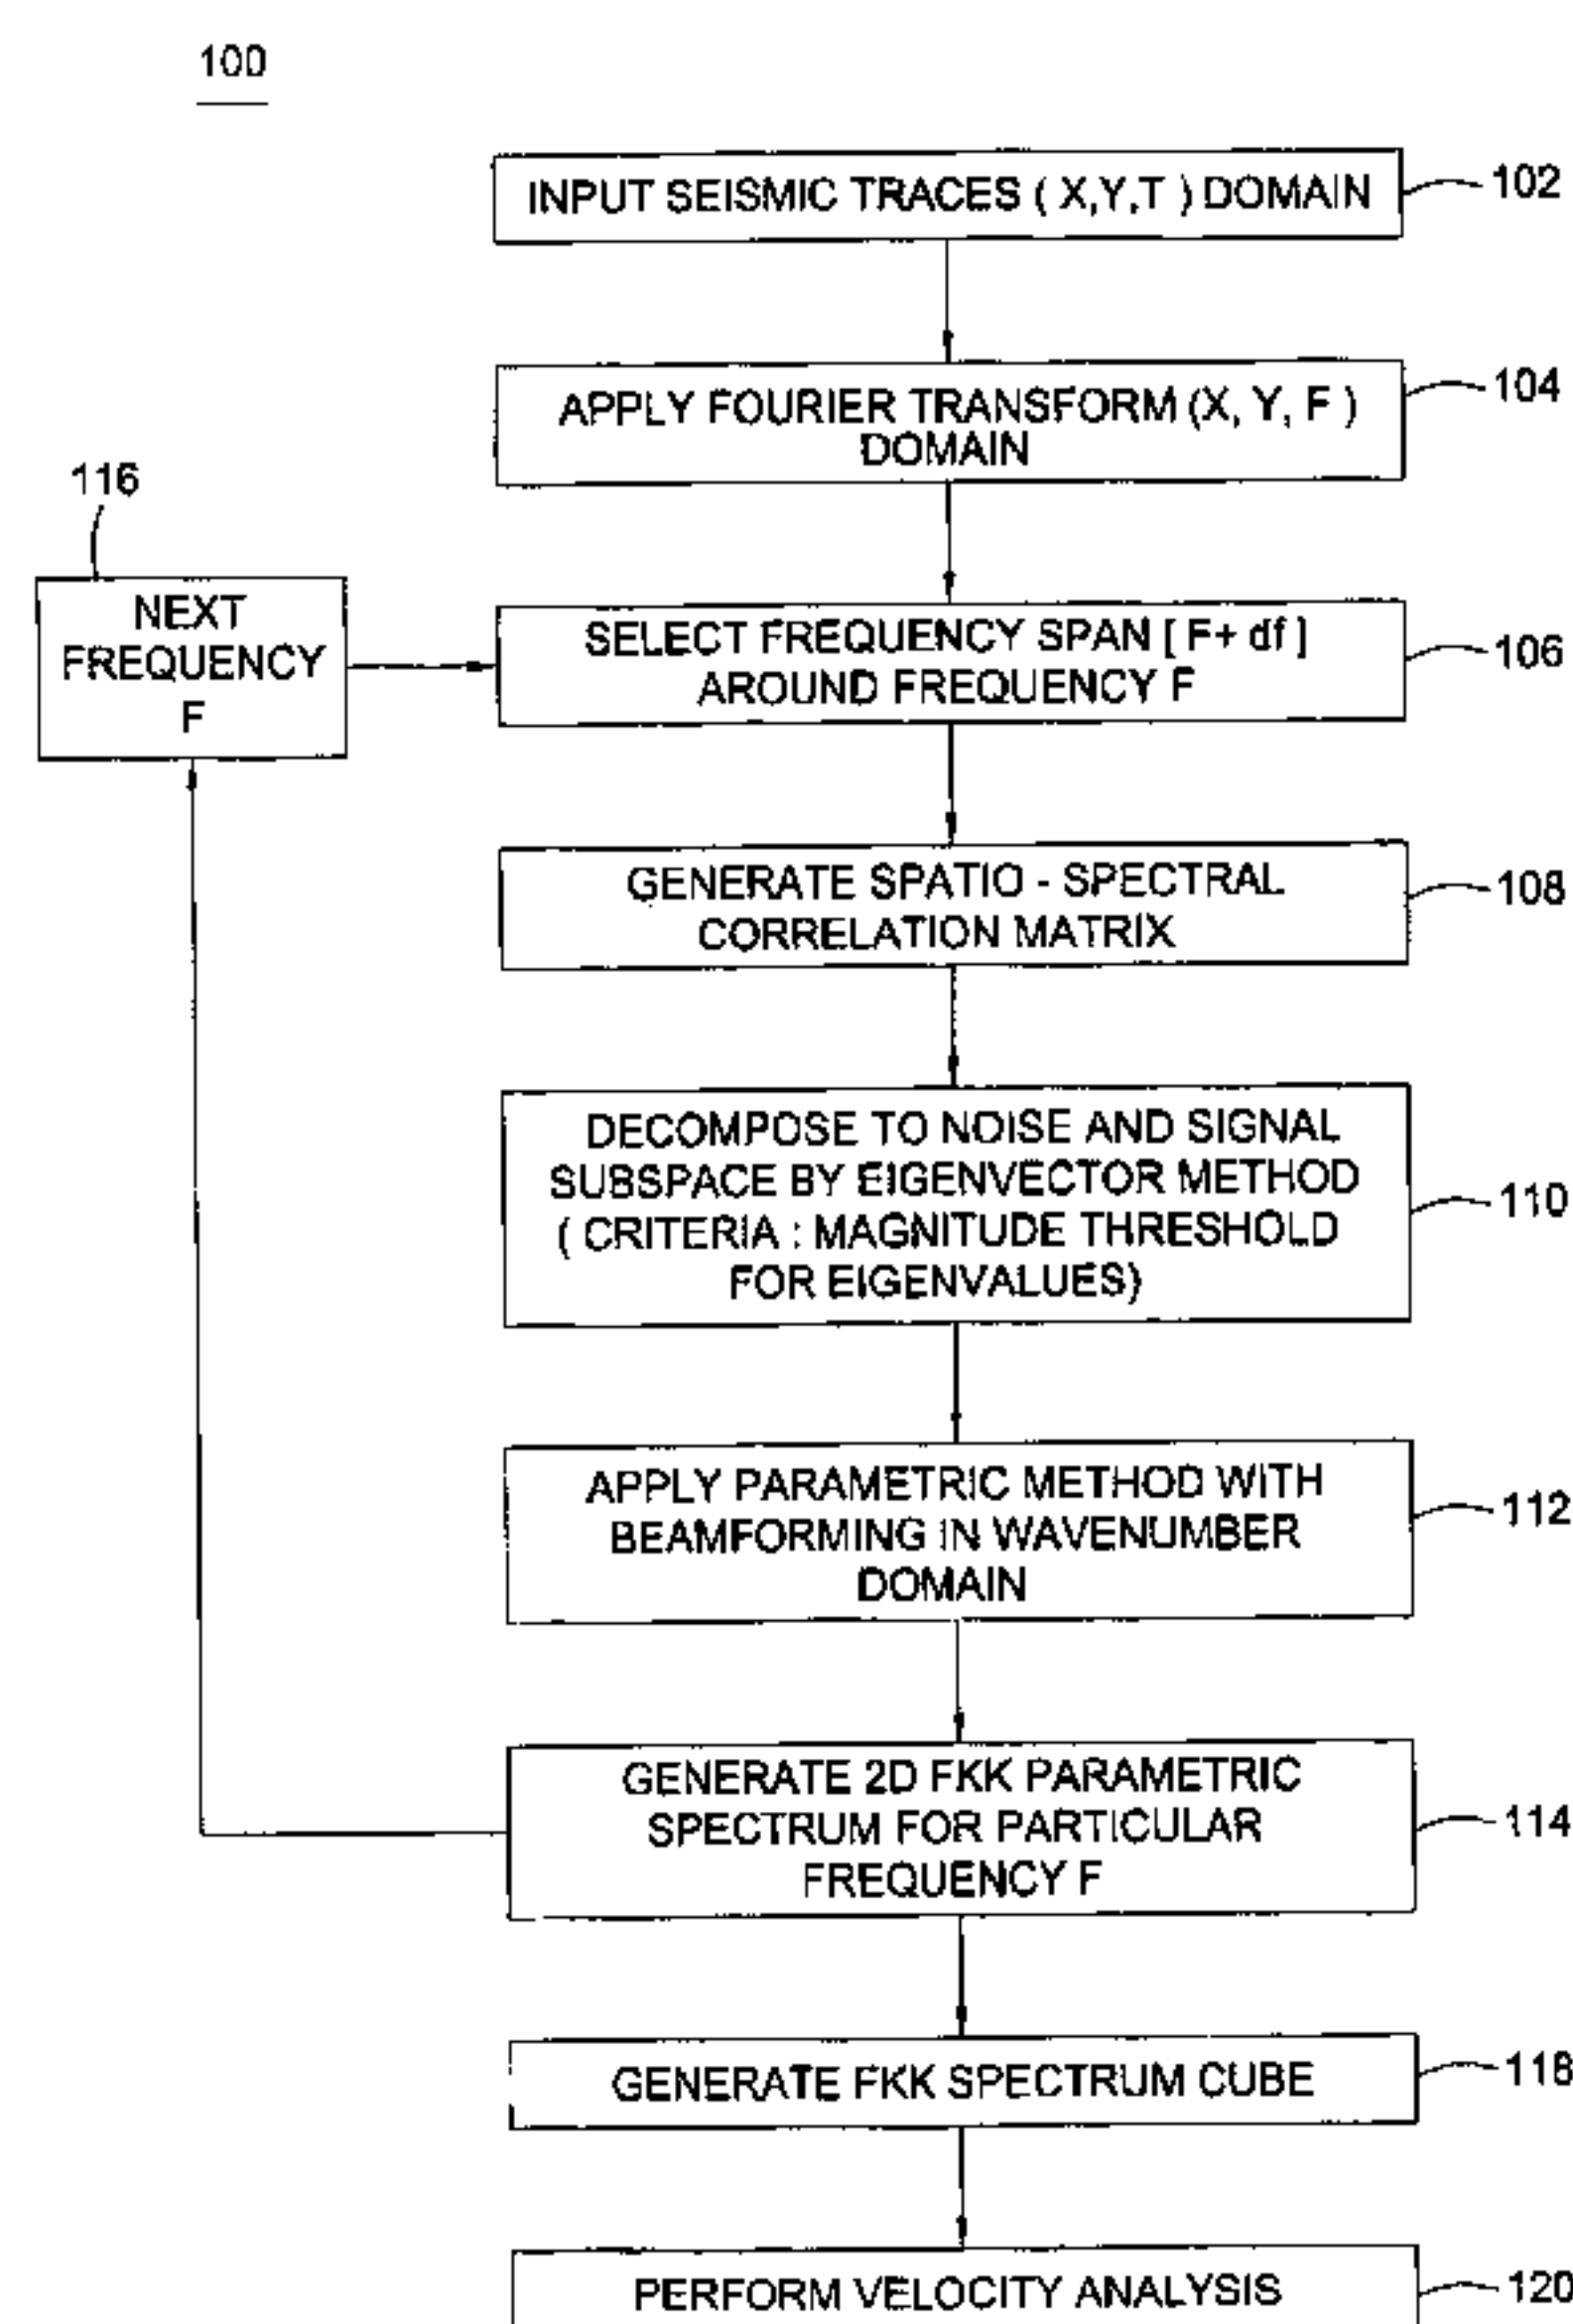 100
INPUT SEISMIC TRACES ( X,Y,T ) DOMAIN
102
APPLY FOURIER TRANSFORM (X, Y, F )
DOMAIN
104
116
NEXT
FREQUENCY
F
SELECT FREQUENCY SPAN [ F+ df ]
AROUND FREQUENCY F
106
GENERATE SPATIO - SPECTRAL
CORRELATION MATRIX
108
DECOMPOSE TO NOISE AND SIGNAL
SUBSPACE BY EIGENVECTOR METHOD
( CRITERIA : MAGNITUDE THRESHOLD
FOR EIGENVALUES)
110
APPLY PARAMETRIC METHOD WITH
BEAMFORMING IN WAVENUMBER
DOMAIN
112
GENERATE 2D FKK PARAMETRIC
SPECTRUM FOR PARTICULAR
FREQUENCY F
114
GENERATE FKK SPECTRUM CUBE
118
PERFORM VELOCITY ANALYSIS
120